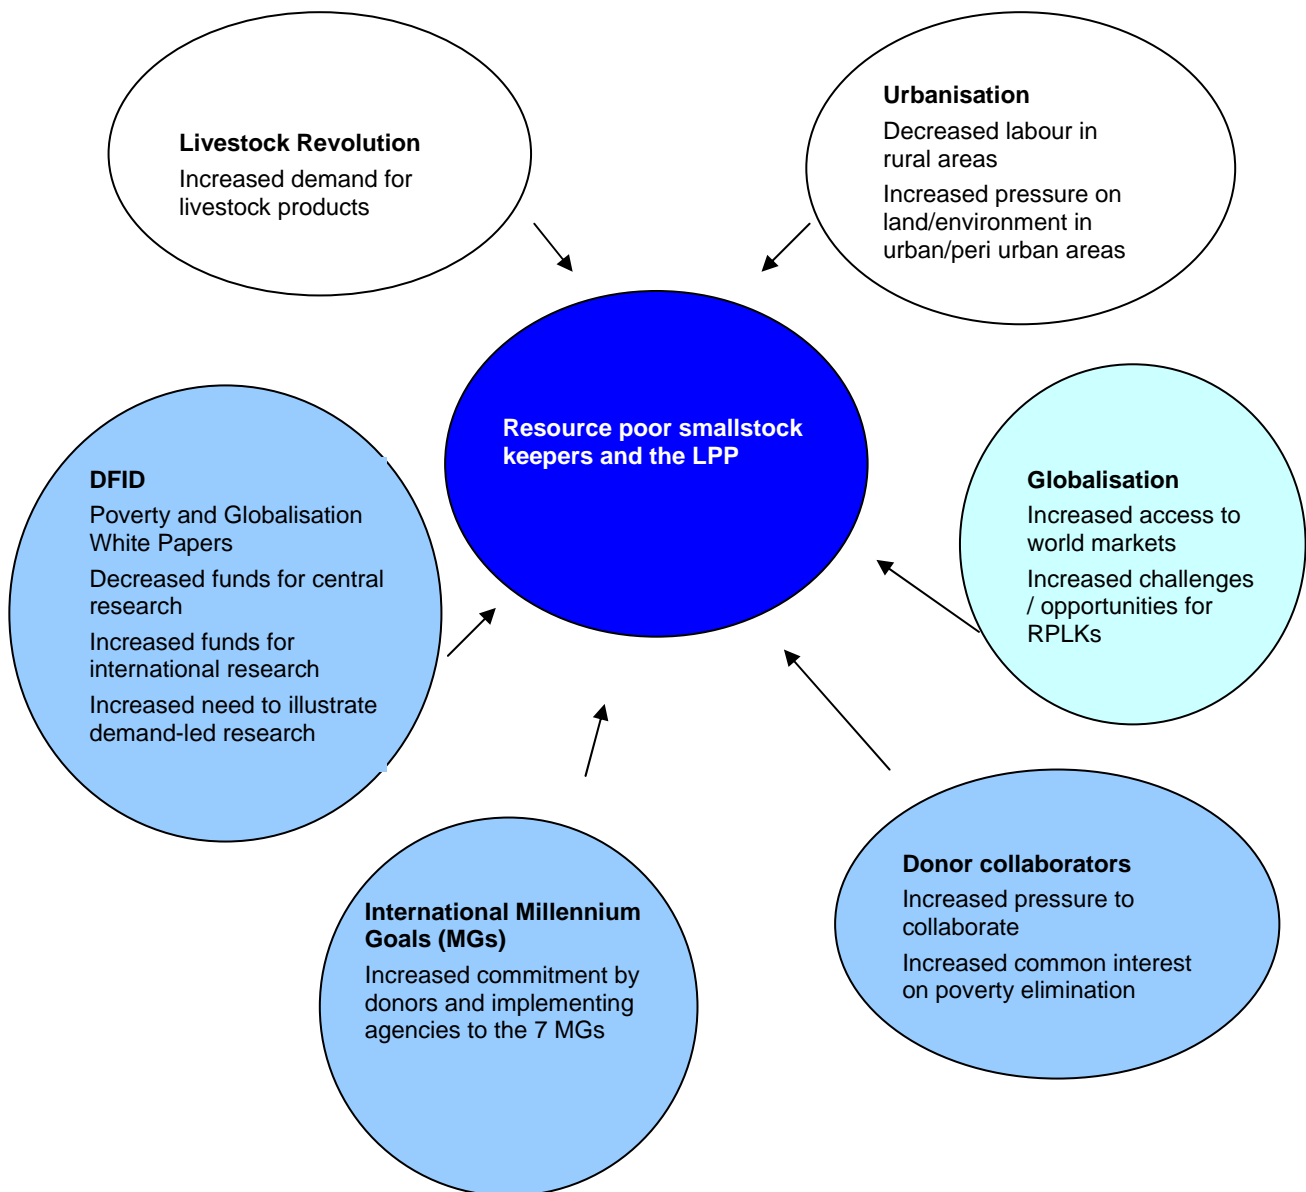 Livestock Revolution
Increased demand for
livestock products
Urbanisation
Decreased labour in
rural areas
Increased pressure on
land/environment in
urban/peri urban areas
Resource poor smallstock
keepers and the LPP
DFID
Poverty and Globalisation
White Papers
Decreased funds for central
research
Increased funds for
international research
Increased need to illustrate
demand-led research
Globalisation
Increased access to
world markets
Increased challenges
/ opportunities for
RPLKs
International Millennium
Goals (MGs)
Increased commitment by
donors and implementing
agencies to the 7 MGs
Donor collaborators
Increased pressure to
collaborate
Increased common interest
on poverty elimination